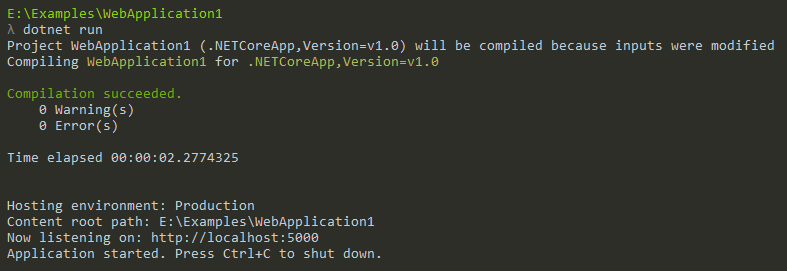 E:\Examples\WebApplication1
λ dotnet run
Project WebApplication1 (.NETCoreApp,Version=v1.0) will be compiled because inputs were modified
Compiling WebApplication1 for .NETCoreApp,Version=v1.0
Compilation succeeded.
0 Warning(s)
0 Error(s)
Time elapsed 00:00:02.2774325
Hosting environment: Production
Content root path: E:\Examples\WebApplication1
Now listening on: http://localhost:5000
Application started. Press Ctrl+C to shut down.